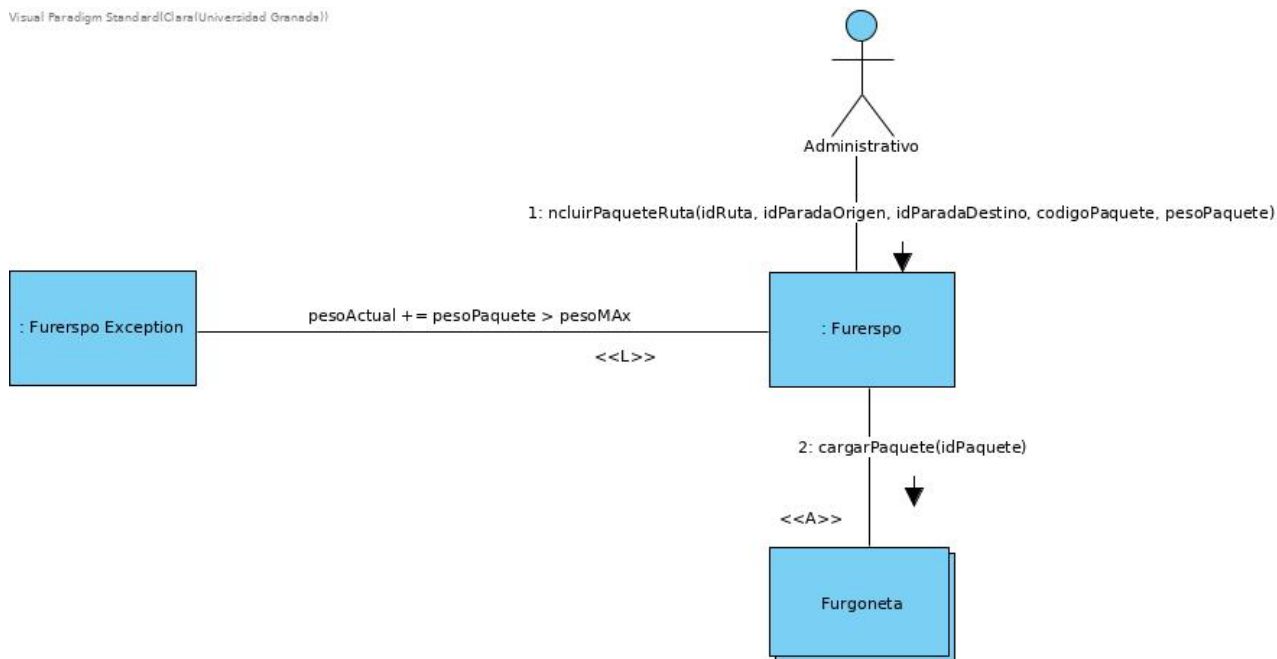 Visual Paradigm Standard(Clara(Universidad Granada))
Administrativo
1: ncluirPaqueteRuta(idRuta, idParadaOrigen, idParadaDestino, codigoPaquete, pesoPaquete)
: Furerspo Exception
pesoActual += pesoPaquete > pesoMAx
<<L>>
: Furerspo
2: cargarPaquete(idPaquete)
<<A>>
Furgoneta